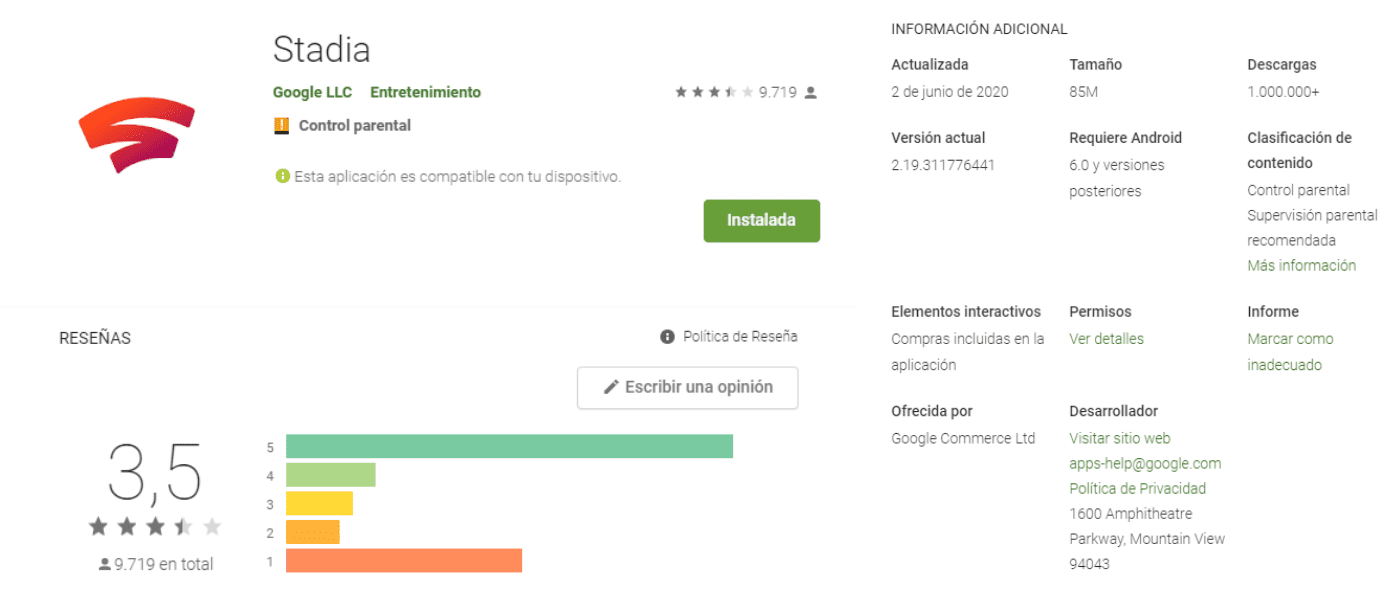 Stadia
Google LLC Entretenimiento
9.719
Control parental
Esta aplicación es compatible con tu dispositivo.
Instalada
RESEÑAS
Política de Reseña
Escribir una opinión
3,5
9.719 en total
5
4
3
2
1
INFORMACIÓN ADICIONAL
Actualizada
2 de junio de 2020
Tamaño
85M
Descargas
1.000.000+
Versión actual
2.19.311776441
Requiere Android
6.0 y versiones
posteriores
Clasificación de
contenido
Control parental
Supervisión parental
recomendada
Más información
Elementos interactivos
Compras incluidas en la
aplicación
Permisos
Ver detalles
Informe
Marcar como
inadecuado
Ofrecida por
Google Commerce Ltd
Desarrollador
Visitar sitio web
apps-help@google.com
Política de Privacidad
1600 Amphitheatre
Parkway, Mountain View
94043